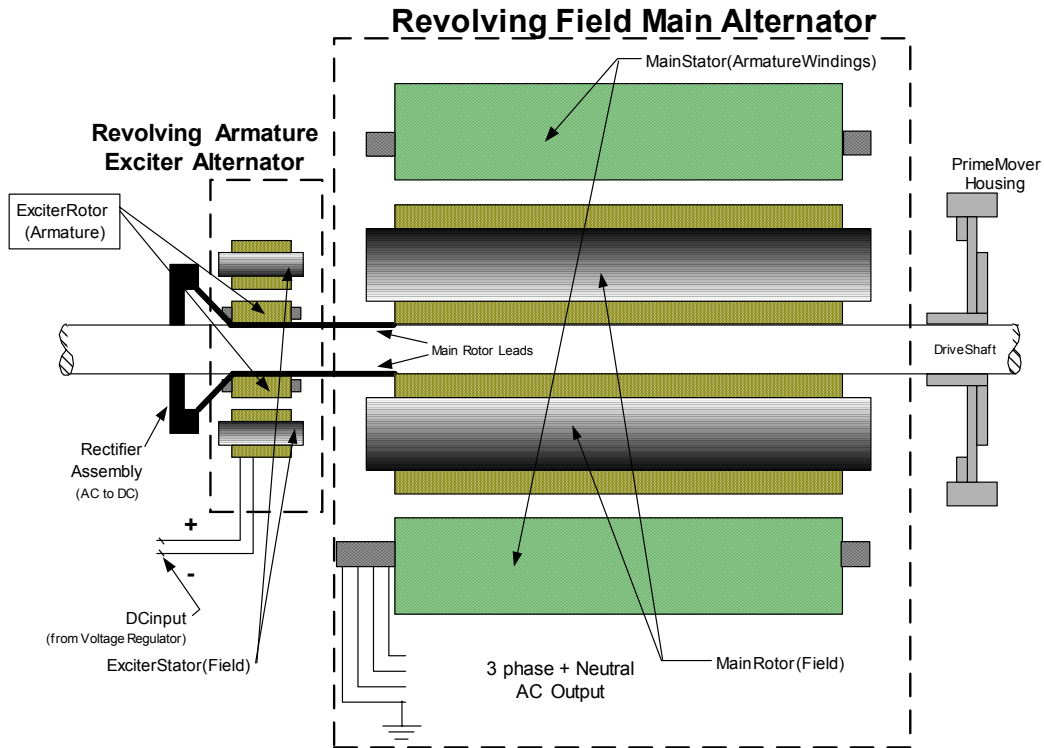 Revolving Field Main Alternator
MainStator(ArmatureWindings)
Revolving Armature
Exciter Alternator
PrimeMover
Housing
ExciterRotor
(Armature)
Main Rotor Leads
DriveShaft
Rectifier
Assembly
(AC to DC)
+
-
DCinput
(from Voltage Regulator)
ExciterStator(Field)
3 phase + Neutral
AC Output
MainRotor(Field)